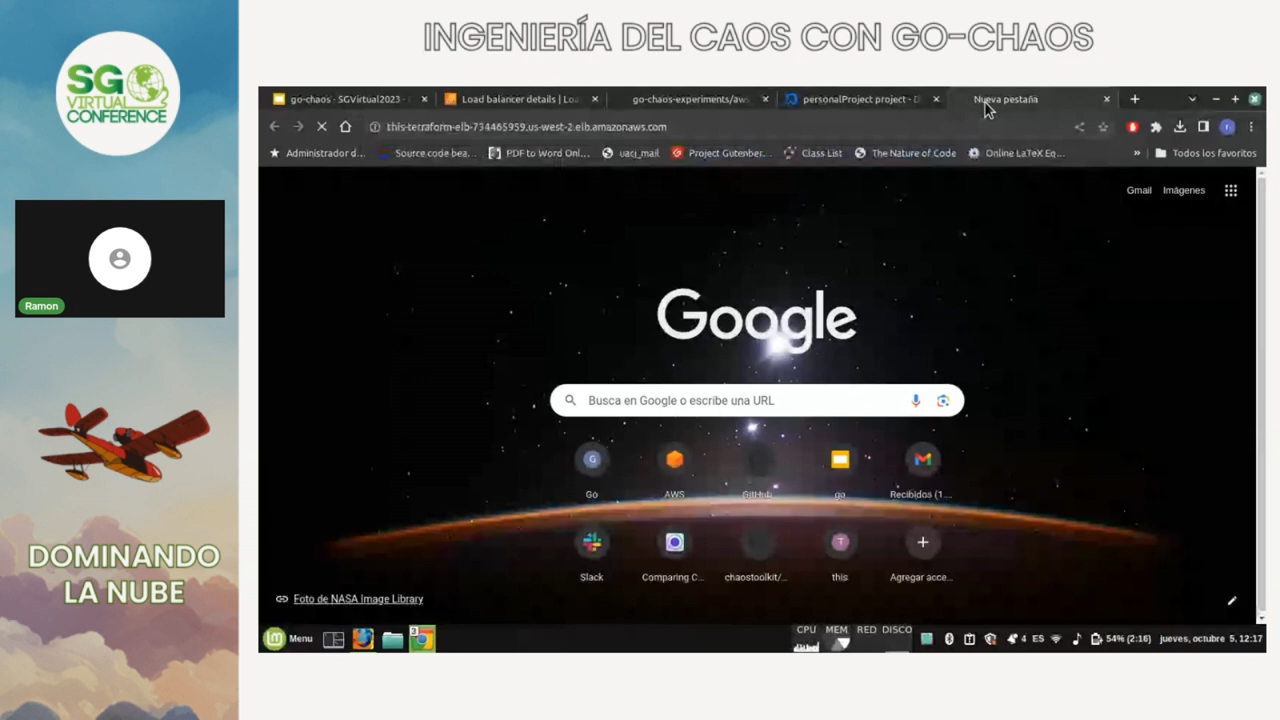 INGENIERÍA DEL CAOS CON GO-CHAOS
SG
VIRTUAL
CONFERENCE
Ramon
DOMINANDO
LA NUBE
go-chaos - SGVirtual2023 -
Load balancer details | Loa
go-chaos-experiments/aws
personalProject project - D
Nueva pestaña
this-terraform-elb-734465959.us-west-2.elb.amazonaws.com
Administrador d...
Source code bea...
PDF to Word Onl...
uacj_mail
Project Gutenber...
Class List
The Nature of Code
Online LaTeX Eq...
»
Todos los favoritos
Gmail
Imágenes
Google
Busca en Google o escribe una URL
G
Go
AWS
GitHub
go
Recibidos (1...
Slack
Comparing C...
chaostoolkit/...
T
this
Agregar acce...
Foto de NASA Image Library
Menu
3
CPU MEM RED DISCO
4 ES
54% (2:16)
jueves, octubre 5, 12:17